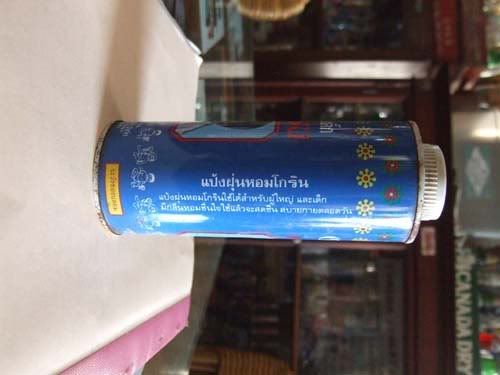 แป้งฝุ่นหอมโกริน
แป้งฝุ่นหอมโกรินใช้ได้สำหรับผู้ใหญ่ และเด็ก
มีกลิ่นหอมชื่นใจใช้แล้วจะสดชื่น สบายกายตลอดวัน
CANADA DRY